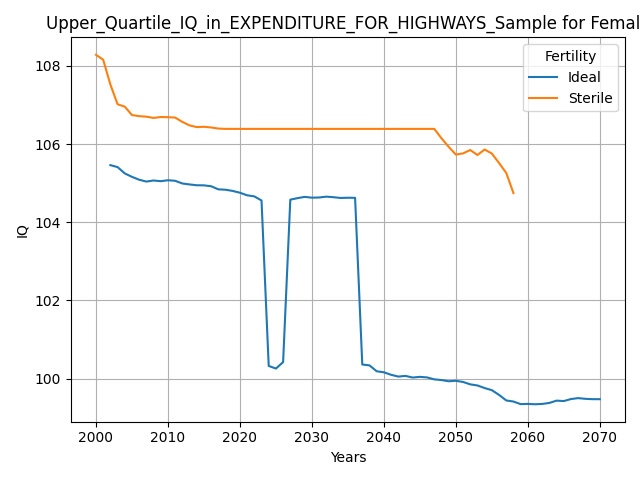 Upper_Quartile_IQ_in_EXPENDITURE_FOR_HIGHWAYS_Sample for Femal
Fertility
Ideal
Sterile
108
106
104
102
100
IQ
2000 2010 2020 2030 2040 2050 2060 2070
Years